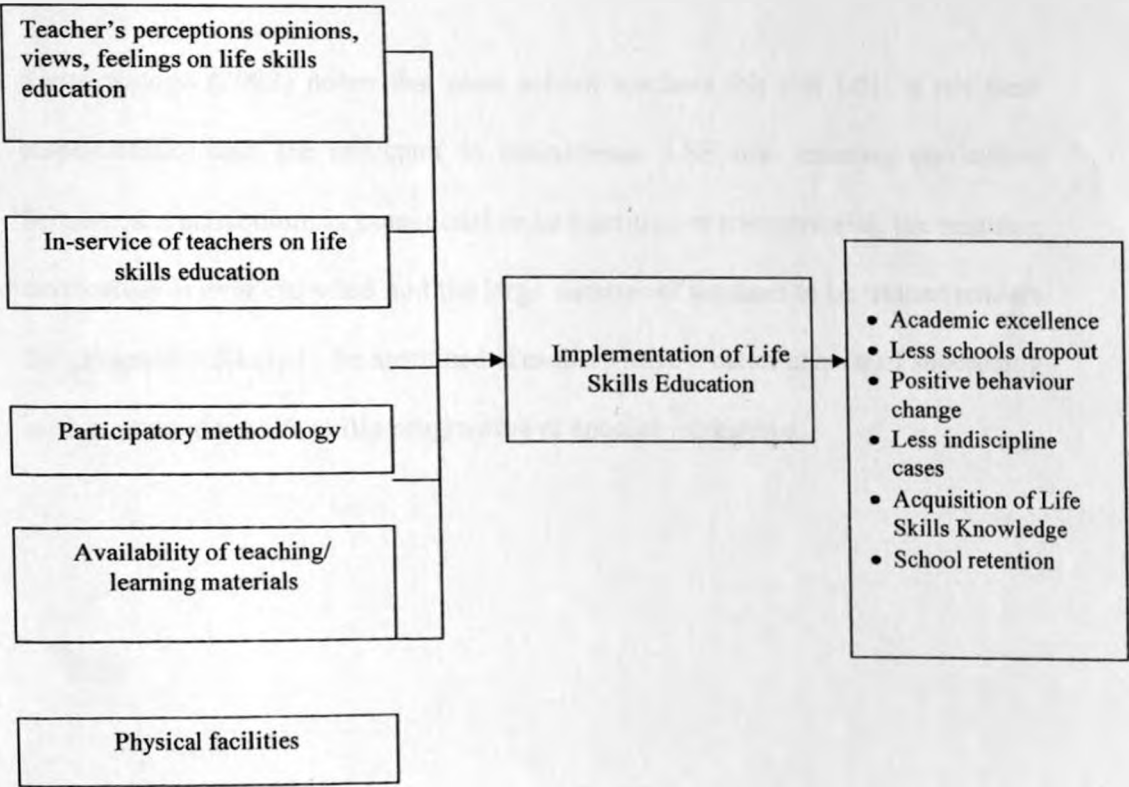 Teacher's perceptions opinions,
views, feelings on life skills
education
In-service of teachers on life
skills education
Participatory methodology
Availability of teaching/
learning materials
Physical facilities
Implementation of Life
Skills Education
• Academic excellence
• Less schools dropout
• Positive behaviour
change
• Less indiscipline
cases
• Acquisition of Life
Skills Knowledge
• School retention